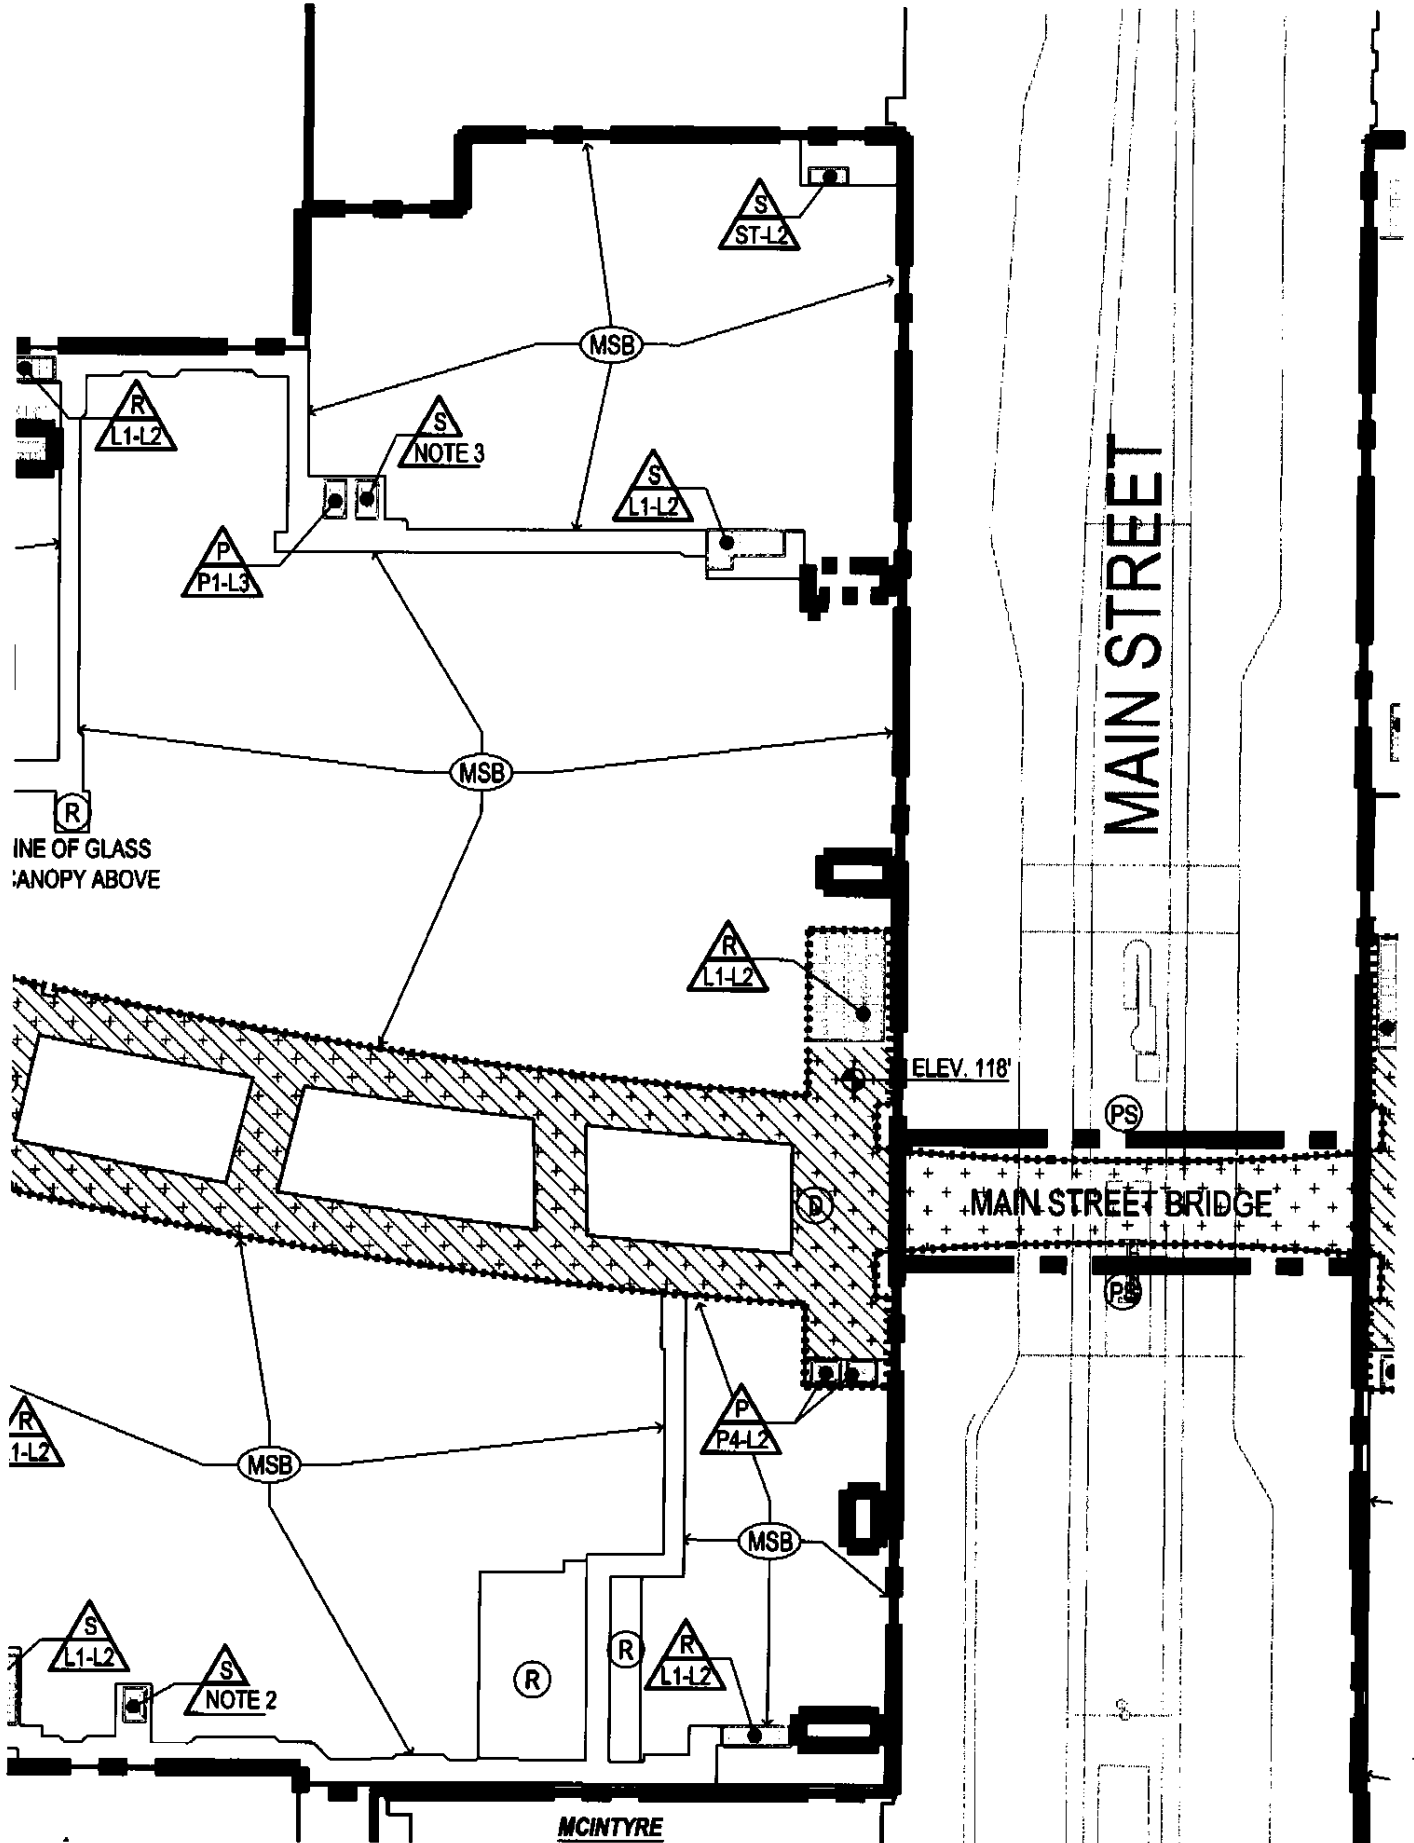 S
ST-L2
MSB
R
L1-L2
S
NOTE 3
S
L1-L2
P
P1-L3
MAIN STREET
MSB
R
INE OF GLASS
ANOPY ABOVE
R
L1-L2
ELEV. 118'
PS
D
MAIN STREET BRIDGE
PS
R
1-L2
P
P4-L2
MSB
MSB
S
L1-L2
S
NOTE 2
R
R
R
L1-L2
MCINTYRE